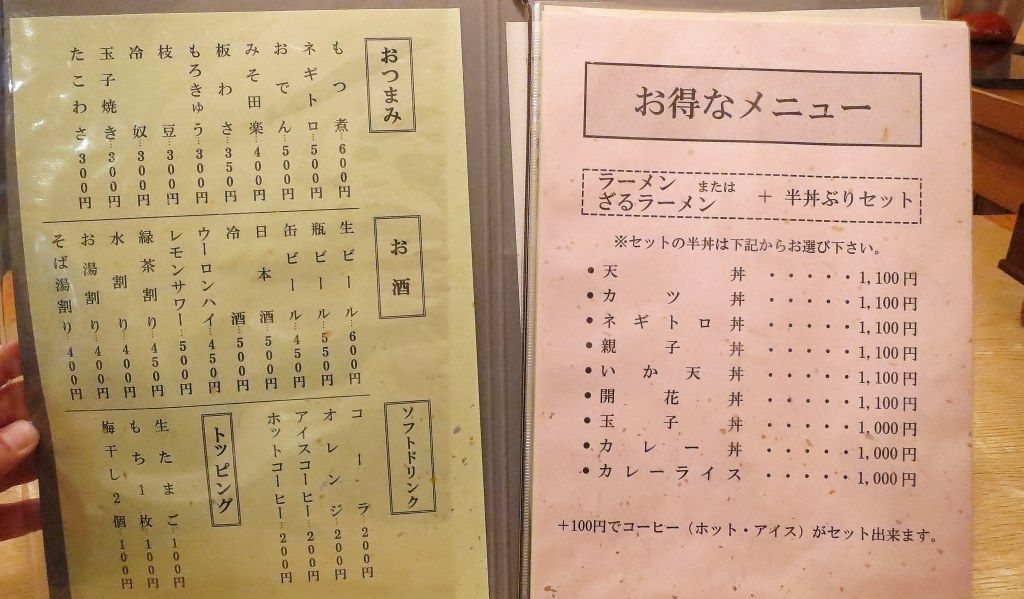 おつまみ
もつ煮…600円
ネギトロ…500円
おでん…500円
みそ田楽…400円
板わさ…350円
もろきゅう…300円
枝豆…300円
冷奴…300円
玉子焼き…300円
たこわさ…300円
お酒
生ビール…600円
瓶ビール…550円
缶ビール…450円
日本酒…500円
冷酒…500円
ウーロンハイ…450円
レモンサワー…500円
緑茶割り…450円
水割り…400円
お湯割り…400円
そば湯割り…400円
ソフトドリンク
コーラ…200円
オレンジ…200円
アイスコーヒー…200円
ホットコーヒー…200円
トッピング
生たまご…100円
もち1枚…100円
梅干し2個…100円
お得なメニュー
ラーメン または ざるラーメン + 半丼ぶりセット
※セットの半丼は下記からお選び下さい。
●天丼・・・・・1,100円
●カツ丼・・・・・1,100円
●ネギトロ丼・・・・・1,100円
●親子丼・・・・・1,100円
●いか天丼・・・・・1,100円
●開花丼・・・・・1,100円
●玉子丼・・・・・1,000円
●カレー丼・・・・・1,000円
●カレーライス・・・・・1,000円
+100円でコーヒー(ホット・アイス)がセット出来ます。